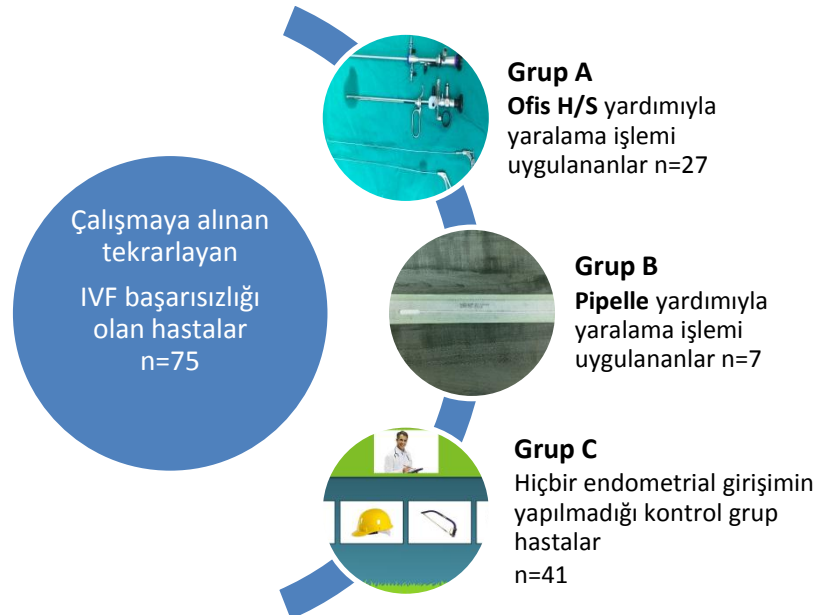 Çalışmaya alınan
tekrarlayan
IVF başarısızlığı
olan hastalar
n=75
Grup A
Ofis H/S yardımıyla
yaralama işlemi
uygulananlar n=27
Grup B
Pipelle yardımıyla
yaralama işlemi
uygulananlar n=7
Grup C
Hiçbir endometrial girişimin
yapılmadığı kontrol grup
hastalar
n=41